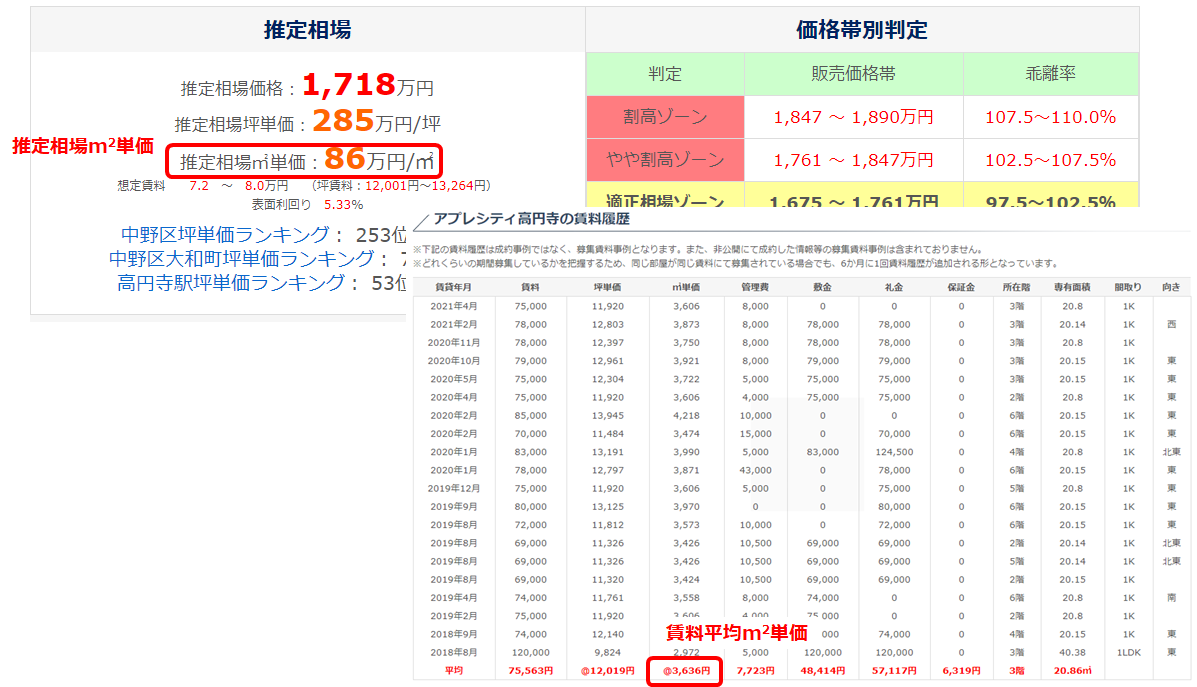 推定相場
推定相場価格：1,718万円
推定相場坪単価：285万円/坪
推定相場m²単価
推定相場㎡単価：86万円/㎡
想定賃料 7.2 ～ 8.0万円 （坪賃料：12,001円～13,264円）
表面利回り 5.33%
中野区坪単価ランキング： 253位
中野区大和町坪単価ランキング：
高円寺駅坪単価ランキング： 53位
価格帯別判定
判定 販売価格帯 乖離率
割高ゾーン 1,847 ～ 1,890万円 107.5～110.0%
やや割高ゾーン 1,761 ～ 1,847万円 102.5～107.5%
適正相場ゾーン 1,675 ～ 1,761万円 97.5～102.5%
アプレシティ高円寺の賃料履歴
※下記の賃料履歴は成約事例ではなく、募集賃料事例となります。また、非公開にて成約した情報等の募集賃料事例は含まれておりません。
※どれくらいの期間募集しているかを把握するため、同じ部屋が同じ賃料にて募集されている場合でも、6か月に1回賃料履歴が追加される形となっています。
賃貸年月 賃料 坪単価 ㎡単価 管理費 敷金 礼金 保証金 所在階 専有面積 間取り 向き
2021年4月 75,000 11,920 3,606 8,000 0 0 0 3階 20.8 1K
2021年2月 78,000 12,803 3,873 8,000 78,000 78,000 0 3階 20.14 1K 西
2020年11月 78,000 12,397 3,750 8,000 78,000 78,000 0 3階 20.8 1K
2020年10月 79,000 12,961 3,921 8,000 79,000 79,000 0 3階 20.15 1K 東
2020年5月 75,000 12,304 3,722 5,000 75,000 75,000 0 3階 20.15 1K 東
2020年4月 75,000 11,920 3,606 4,000 75,000 75,000 0 2階 20.8 1K 東
2020年2月 85,000 13,945 4,218 10,000 0 0 0 6階 20.15 1K 東
2020年2月 70,000 11,484 3,474 15,000 0 70,000 0 6階 20.15 1K 東
2020年1月 83,000 13,191 3,990 5,000 83,000 124,500 0 4階 20.8 1K 北東
2020年1月 78,000 12,797 3,871 43,000 0 78,000 0 6階 20.15 1K 東
2019年12月 75,000 11,920 3,606 5,000 0 75,000 0 5階 20.8 1K 東
2019年9月 80,000 13,125 3,970 0 0 80,000 0 6階 20.15 1K 東
2019年8月 72,000 11,812 3,573 10,000 0 72,000 0 6階 20.15 1K 東
2019年8月 69,000 11,326 3,426 10,500 69,000 69,000 0 2階 20.14 1K 北東
2019年8月 69,000 11,326 3,426 10,500 69,000 69,000 0 5階 20.14 1K 北東
2019年8月 69,000 11,320 3,424 10,500 69,000 69,000 0 2階 20.15 1K
2019年4月 74,000 11,761 3,558 8,000 74,000 0 0 6階 20.8 1K 南
2019年2月 75,000 11,920 3,606 4,000 75,000 0 0 2階 20.8 1K
賃料平均m²単価
2018年9月 74,000 12,140 000 74,000 0 4階 20.15 1K 東
2018年8月 120,000 9,824 2,972 5,000 120,000 120,000 0 3階 40.38 1LDK 東
平均 75,563円 @12,019円 @3,636円 7,723円 48,414円 57,117円 6,319円 3階 20.86㎡